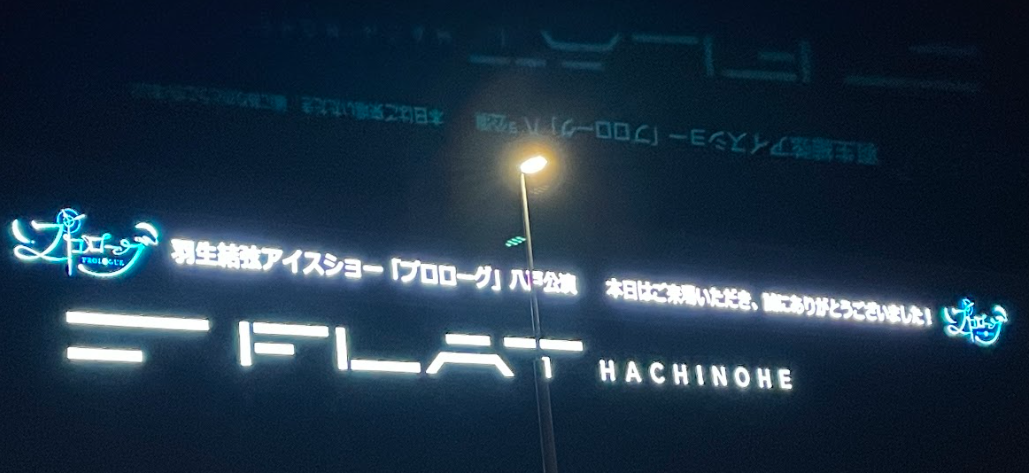 プロローグ
PROLOGUE
羽生結弦アイスショー「プロローグ」八戸公演 本日はご来場いただき、誠にありがとうございました!
プロローグ
FLAT HACHINOHE